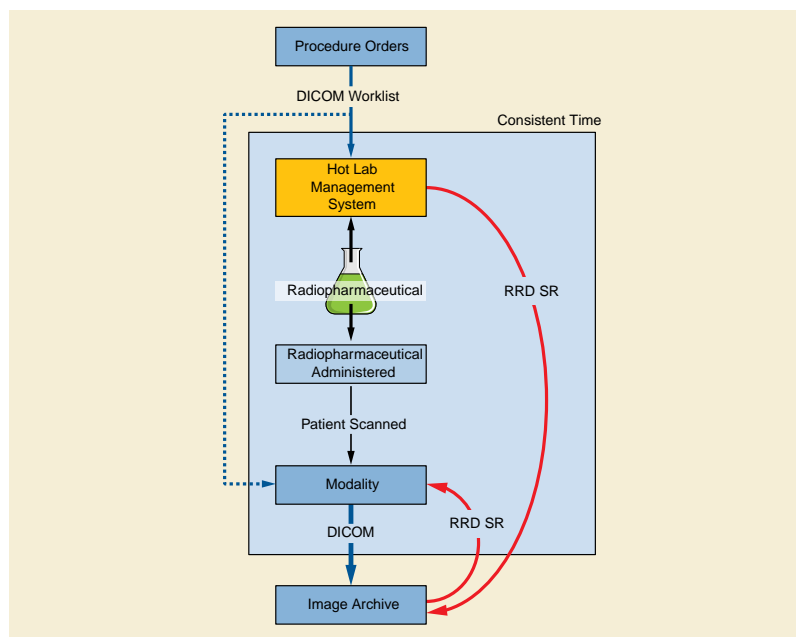 Procedure Orders
DICOM Worklist
Consistent Time
Hot Lab
Management
System
Radiopharmaceutical
RRD SR
Radiopharmaceutical
Administered
Patient Scanned
Modality
RRD SR
DICOM
Image Archive